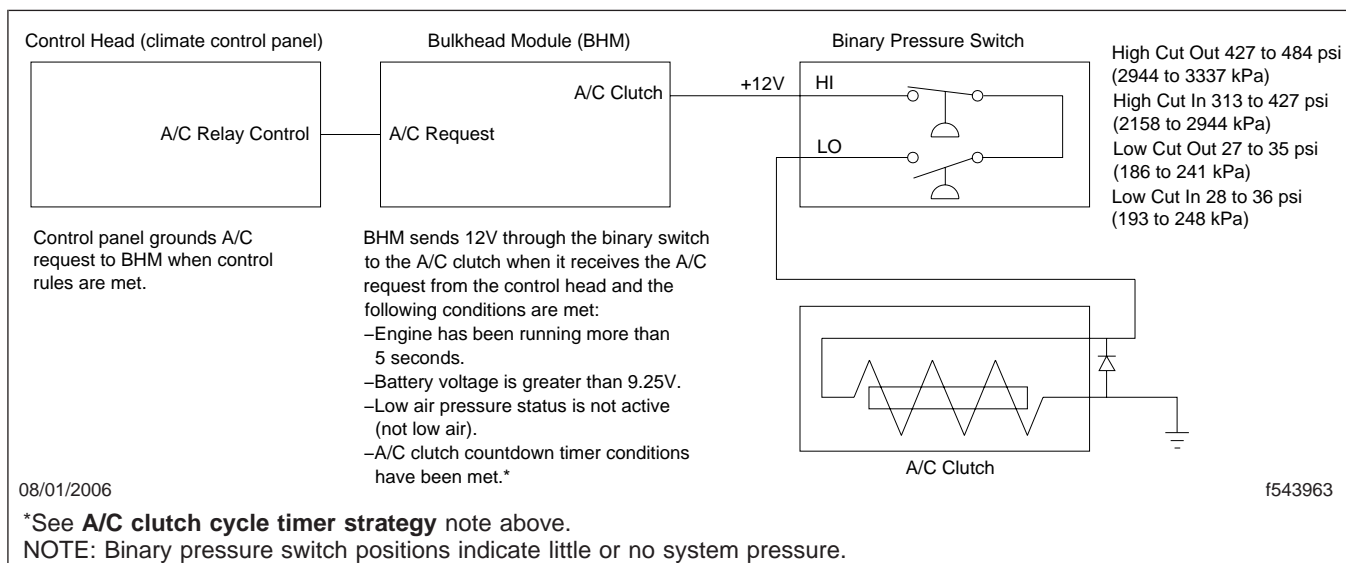 Control Head (climate control panel)
Bulkhead Module (BHM)
Binary Pressure Switch
A/C Relay Control
A/C Request
A/C Clutch
+12V
HI
LO
High Cut Out 427 to 484 psi
(2944 to 3337 kPa)
High Cut In 313 to 427 psi
(2158 to 2944 kPa)
Low Cut Out 27 to 35 psi
(186 to 241 kPa)
Low Cut In 28 to 36 psi
(193 to 248 kPa)
Control panel grounds A/C
request to BHM when control
rules are met.
BHM sends 12V through the binary switch
to the A/C clutch when it receives the A/C
request from the control head and the
following conditions are met:
–Engine has been running more than
5 seconds.
–Battery voltage is greater than 9.25V.
–Low air pressure status is not active
(not low air).
–A/C clutch countdown timer conditions
have been met.*
A/C Clutch
08/01/2006
f543963
*See A/C clutch cycle timer strategy note above.
NOTE: Binary pressure switch positions indicate little or no system pressure.